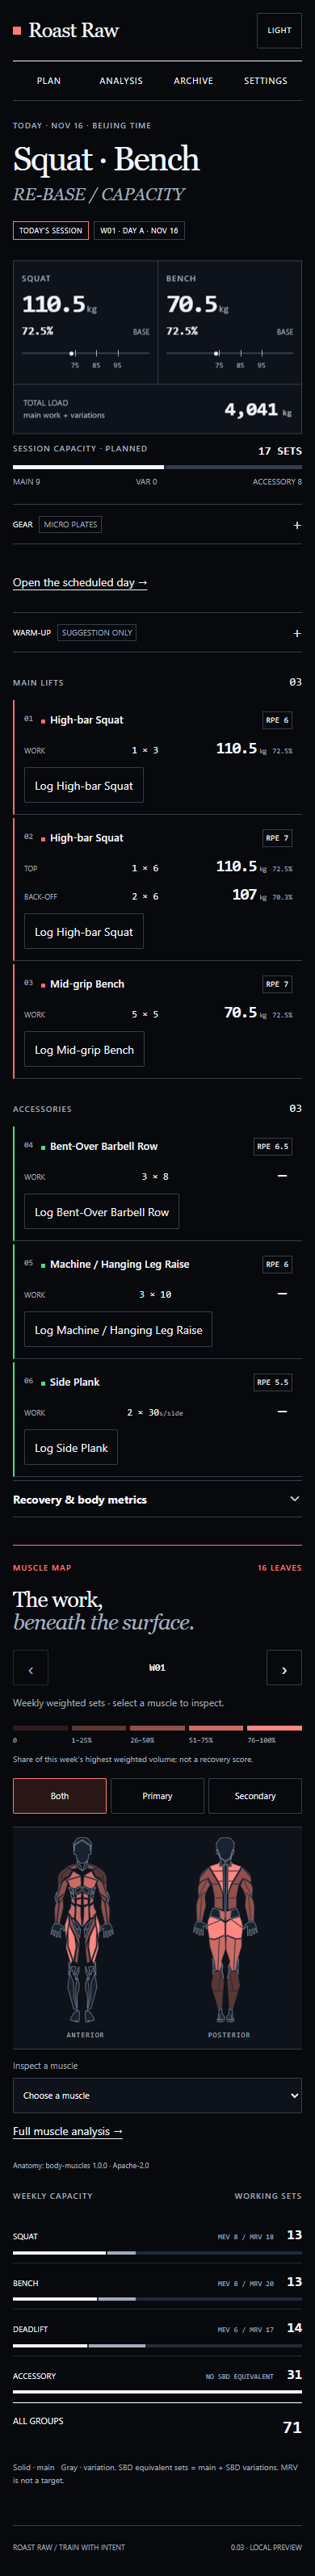 Roast Raw
LIGHT
PLAN ANALYSIS ARCHIVE SETTINGS
TODAY · NOV 16 · BEIJING TIME
Squat · Bench
RE-BASE / CAPACITY
TODAY'S SESSION W01 · DAY A · NOV 16
SQUAT BENCH
110.5kg 70.5kg
72.5% BASE 72.5% BASE
75 85 95 75 85 95
TOTAL LOAD
main work + variations
4,041 kg
SESSION CAPACITY · PLANNED 17 SETS
MAIN 9 VAR 0 ACCESSORY 8
GEAR MICRO PLATES +
Open the scheduled day →
WARM-UP SUGGESTION ONLY +
MAIN LIFTS 03
01 High-bar Squat RPE 6
WORK 1 × 3 110.5 kg 72.5%
Log High-bar Squat
02 High-bar Squat RPE 7
TOP 1 × 6 110.5 kg 72.5%
BACK-OFF 2 × 6 107 kg 70.3%
Log High-bar Squat
03 Mid-grip Bench RPE 7
WORK 5 × 5 70.5 kg 72.5%
Log Mid-grip Bench
ACCESSORIES 03
04 Bent-Over Barbell Row RPE 6.5
WORK 3 × 8 —
Log Bent-Over Barbell Row
05 Machine / Hanging Leg Raise RPE 6
WORK 3 × 10 —
Log Machine / Hanging Leg Raise
06 Side Plank RPE 5.5
WORK 2 × 30s/side —
Log Side Plank
Recovery & body metrics
MUSCLE MAP 16 LEAVES
The work,
beneath the surface.
‹ W01 ›
Weekly weighted sets · select a muscle to inspect.
0 1–25% 26–50% 51–75% 76–100%
Share of this week's highest weighted volume; not a recovery score.
Both Primary Secondary
ANTERIOR POSTERIOR
Inspect a muscle
Choose a muscle
Full muscle analysis →
Anatomy: body-muscles 1.0.0 · Apache-2.0
WEEKLY CAPACITY WORKING SETS
SQUAT MEV 8 / MRV 18 13
BENCH MEV 8 / MRV 20 13
DEADLIFT MEV 6 / MRV 17 14
ACCESSORY NO SBD EQUIVALENT 31
ALL GROUPS 71
Solid · main Gray · variation. SBD equivalent sets = main + SBD variations. MRV
is not a target.
ROAST RAW / TRAIN WITH INTENT 0.03 · LOCAL PREVIEW